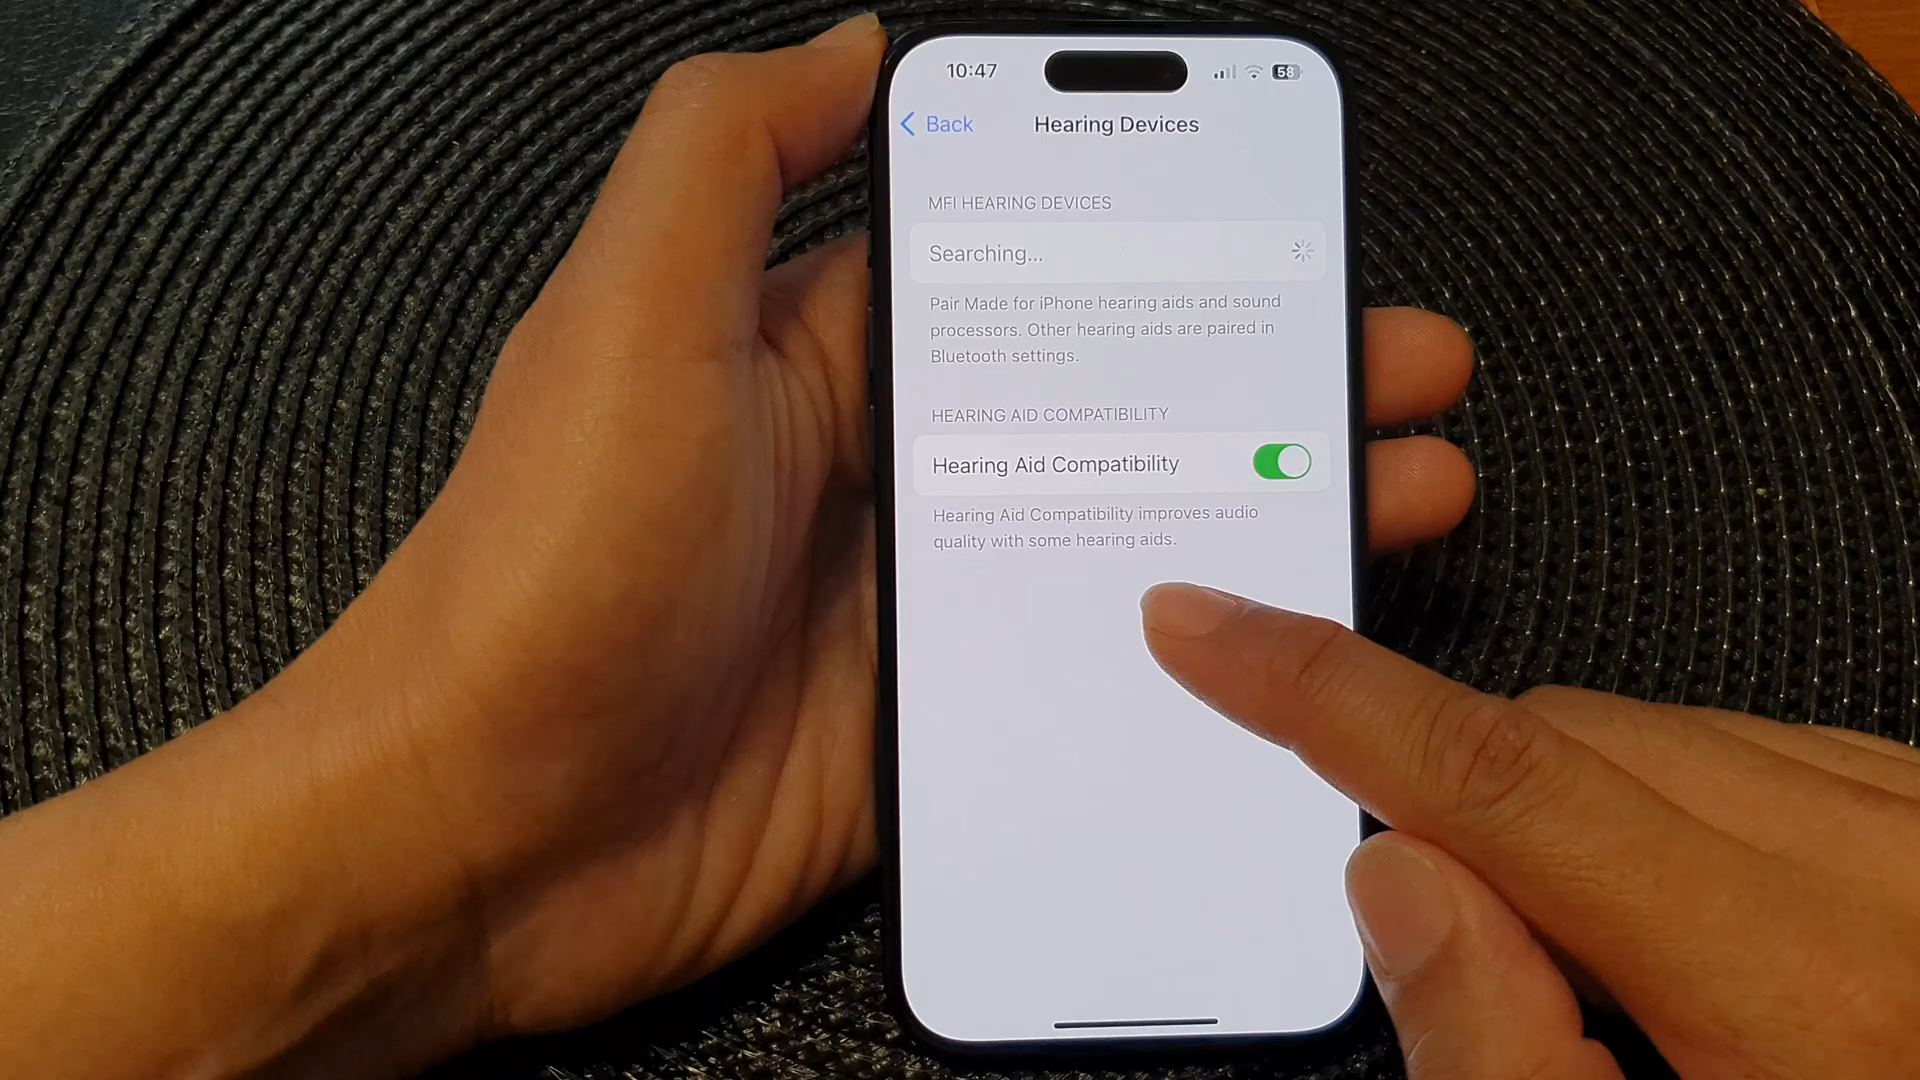 10:47
58
Back
Hearing Devices
MFI HEARING DEVICES
Searching...
Pair Made for iPhone hearing aids and sound
processors. Other hearing aids are paired in
Bluetooth settings.
HEARING AID COMPATIBILITY
Hearing Aid Compatibility
Hearing Aid Compatibility improves audio
quality with some hearing aids.